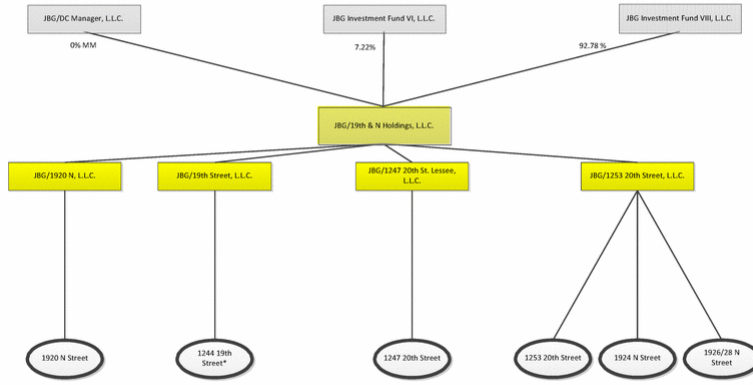 JBG/DC Manager, L.L.C.
JBG Investment Fund VI, L.L.C.
JBG Investment Fund VIII, L.L.C.
0% MM
7.22%
92.78 %
JBG/19th & N Holdings, L.L.C.
JBG/1920 N, L.L.C.
JBG/19th Street, L.L.C.
JBG/1247 20th St. Lessee,
L.L.C.
JBG/1253 20th Street, L.L.C.
1920 N Street
1244 19th
Street*
1247 20th Street
1253 20th Street
1924 N Street
1926/28 N
Street